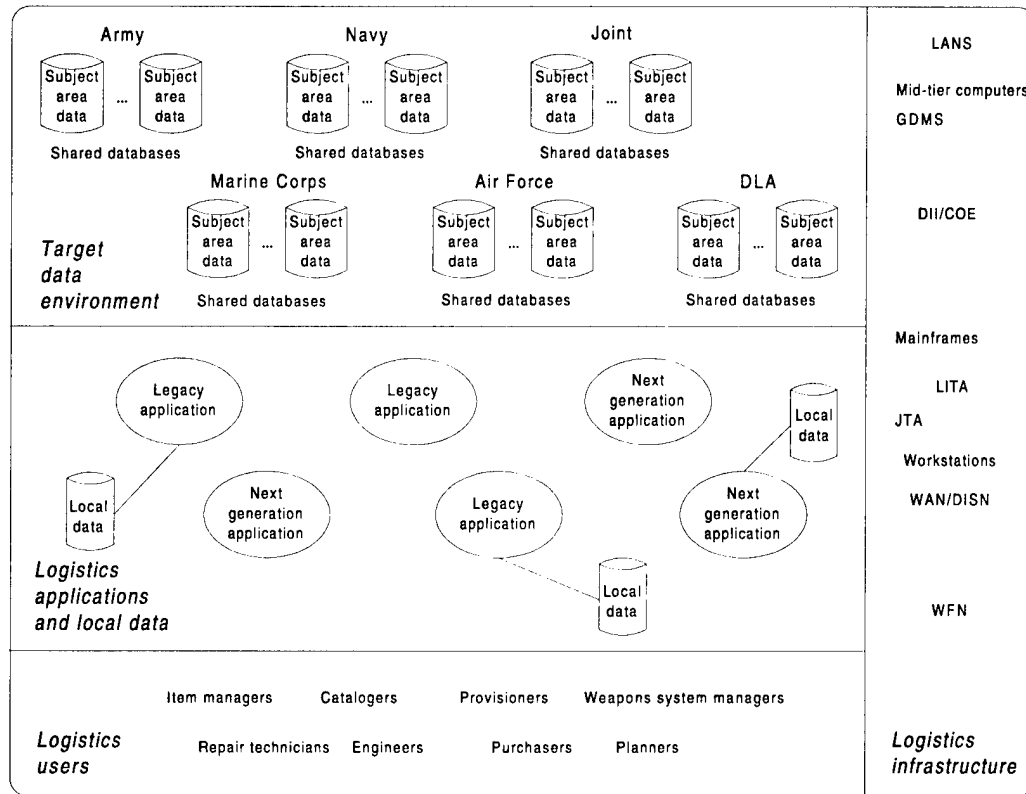 Army
Navy
Joint
Subject
area
data
...
Subject
area
data
Subject
area
data
...
Subject
area
data
Subject
area
data
...
Subject
area
data
Shared databases
Shared databases
Shared databases
Marine Corps
Air Force
DLA
Subject
area
data
...
Subject
area
data
Subject
area
data
...
Subject
area
data
Subject
area
data
...
Subject
area
data
Shared databases
Shared databases
Shared databases
Target
data
environment
Legacy
application
Legacy
application
Next
generation
application
Local
data
Local
data
Next
generation
application
Legacy
application
Next
generation
application
Local
data
Logistics
applications
and local data
Item managers
Catalogers
Provisioners
Weapons system managers
Repair technicians
Engineers
Purchasers
Planners
Logistics
users
LANS
Mid-tier computers
GDMS
DII/COE
Mainframes
LITA
JTA
Workstations
WAN/DISN
WFN
Logistics
infrastructure